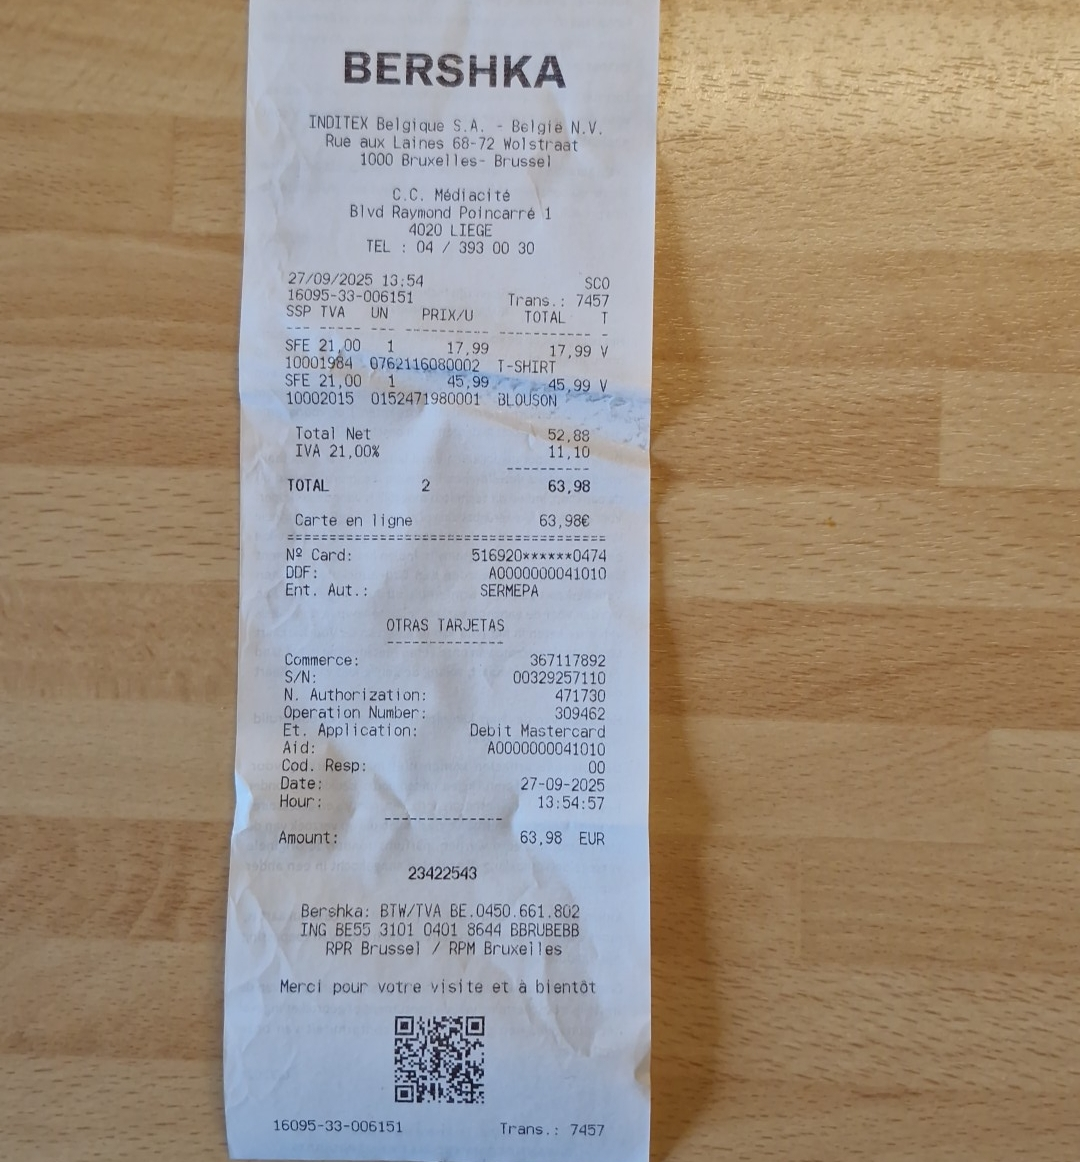 BERSHKA
INDITEX Belgique S.A. - Belgie N.V.
Rue aux Laines 68-72 Wolstraat
1000 Bruxelles- Brussel
C.C. Médiacité
Blvd Raymond Poincarré 1
4020 LIEGE
TEL : 04 / 393 00 30
27/09/2025 13:54 SCO
16095-33-006151 Trans.: 7457
SSP TVA UN PRIX/U TOTAL T
--- ----- -- ---------- ----------- -
SFE 21,00 1 17,99 17,99 V
10001984 0762116080002 T-SHIRT
SFE 21,00 1 45,99 45,99 V
10002015 0152471980001 BLOUSON
Total Net 52,88
IVA 21,00% 11,10
----------
TOTAL 2 63,98
Carte en ligne 63,98€
======================================
Nº Card: 516920******0474
DDF: A0000000041010
Ent. Aut.: SERMEPA
OTRAS TARJETAS
--------------
Commerce: 367117892
S/N: 00329257110
N. Authorization: 471730
Operation Number: 309462
Et. Application: Debit Mastercard
Aid: A0000000041010
Cod. Resp: 00
Date: 27-09-2025
Hour: 13:54:57
--------------
Amount: 63,98 EUR
23422543
Bershka: BTW/TVA BE.0450.661.802
ING BE55 3101 0401 8644 BBRUBEBB
RPR Brussel / RPM Bruxelles
Merci pour votre visite et à bientôt
16095-33-006151 Trans.: 7457